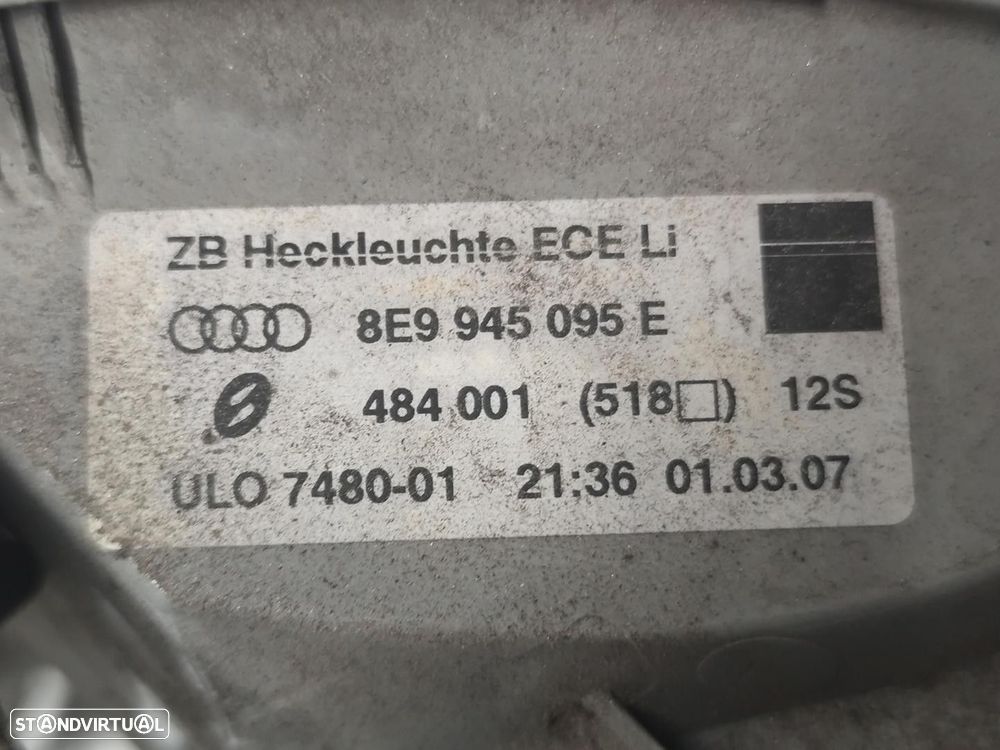 ZB Heckleuchte ECE Li
8E9 945 095 E
484 001 (518□) 12S
ULO 7480-01 21:36 01.03.07
STANDVIRTUAL